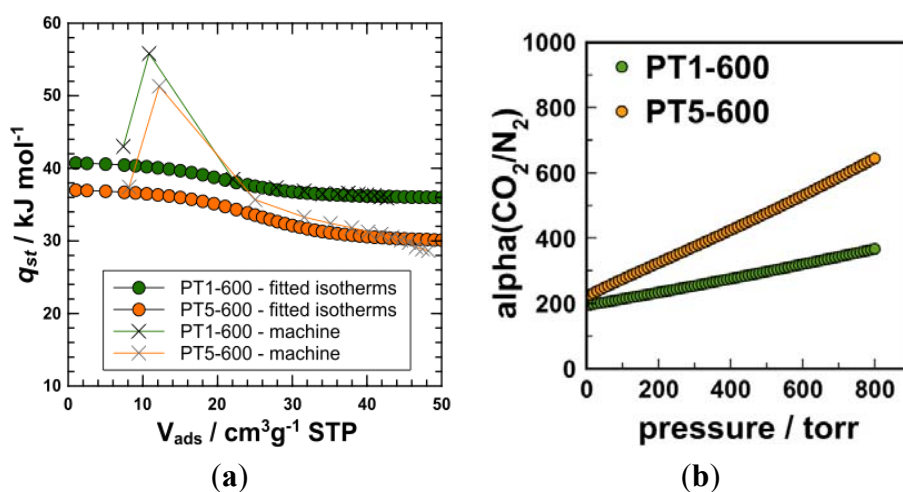 60
50
40
30
20
10
q_st / kJ mol⁻¹
PT1-600 - fitted isotherms
PT5-600 - fitted isotherms
PT1-600 - machine
PT5-600 - machine
0 10 20 30 40 50
V_ads / cm³g⁻¹ STP
(a)
1000
800
600
400
200
0
alpha(CO₂/N₂)
PT1-600
PT5-600
0 200 400 600 800
pressure / torr
(b)